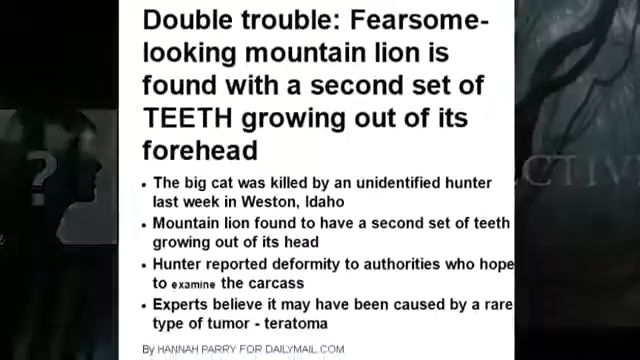 Double trouble: Fearsome-
looking mountain lion is
found with a second set of
TEETH growing out of its
forehead
• The big cat was killed by an unidentified hunter
last week in Weston, Idaho
• Mountain lion found to have a second set of teeth
growing out of its head
• Hunter reported deformity to authorities who hope
to examine the carcass
• Experts believe it may have been caused by a rare
type of tumor - teratoma
By HANNAH PARRY FOR DAILYMAIL.COM
?